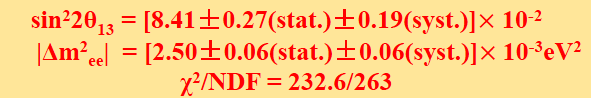 sin²2θ₁₃ = [8.41±0.27(stat.)±0.19(syst.)]× 10⁻²
|Δm²ₑₑ| = [2.50±0.06(stat.)±0.06(syst.)]× 10⁻³eV²
χ²/NDF = 232.6/263